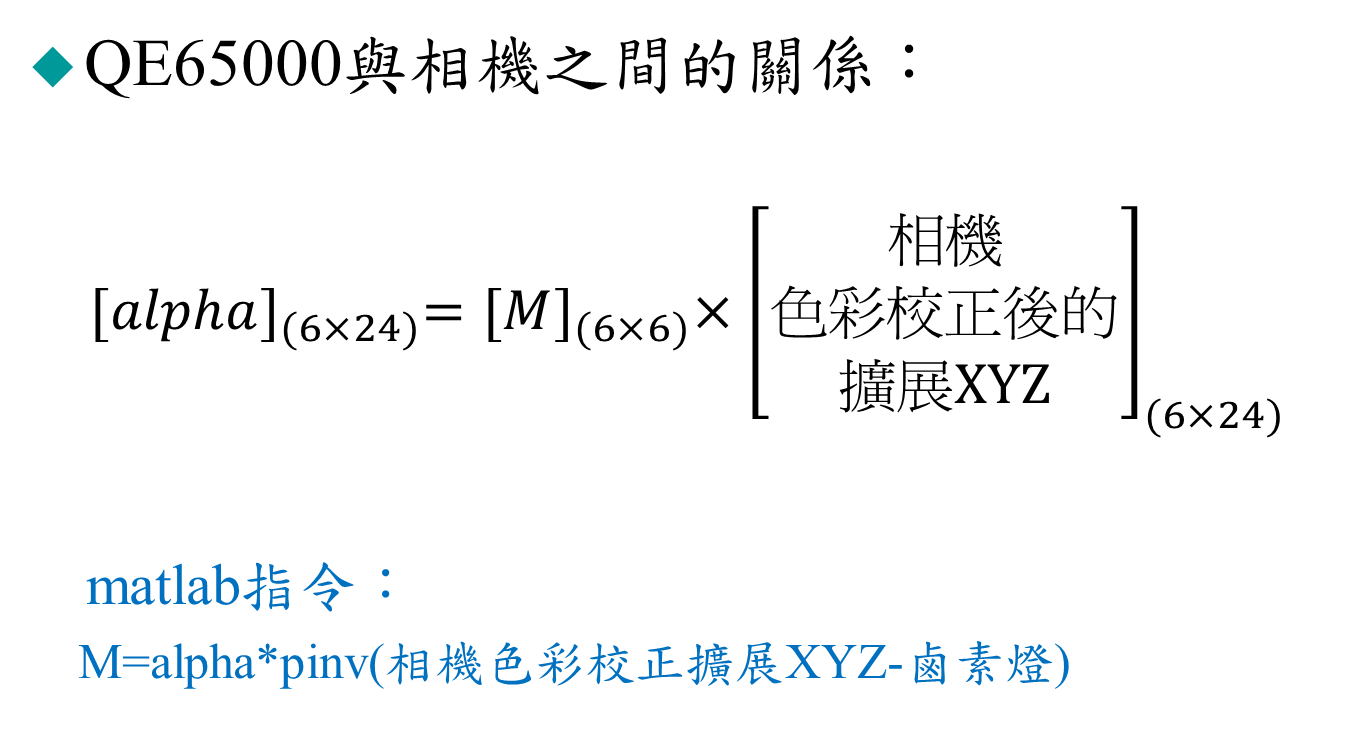 ◆QE65000與相機之間的關係：
[alpha](6×24)= [M](6×6)× [相機
色彩校正後的
擴展XYZ](6×24)
matlab指令：
M=alpha*pinv(相機色彩校正擴展XYZ-鹵素燈)